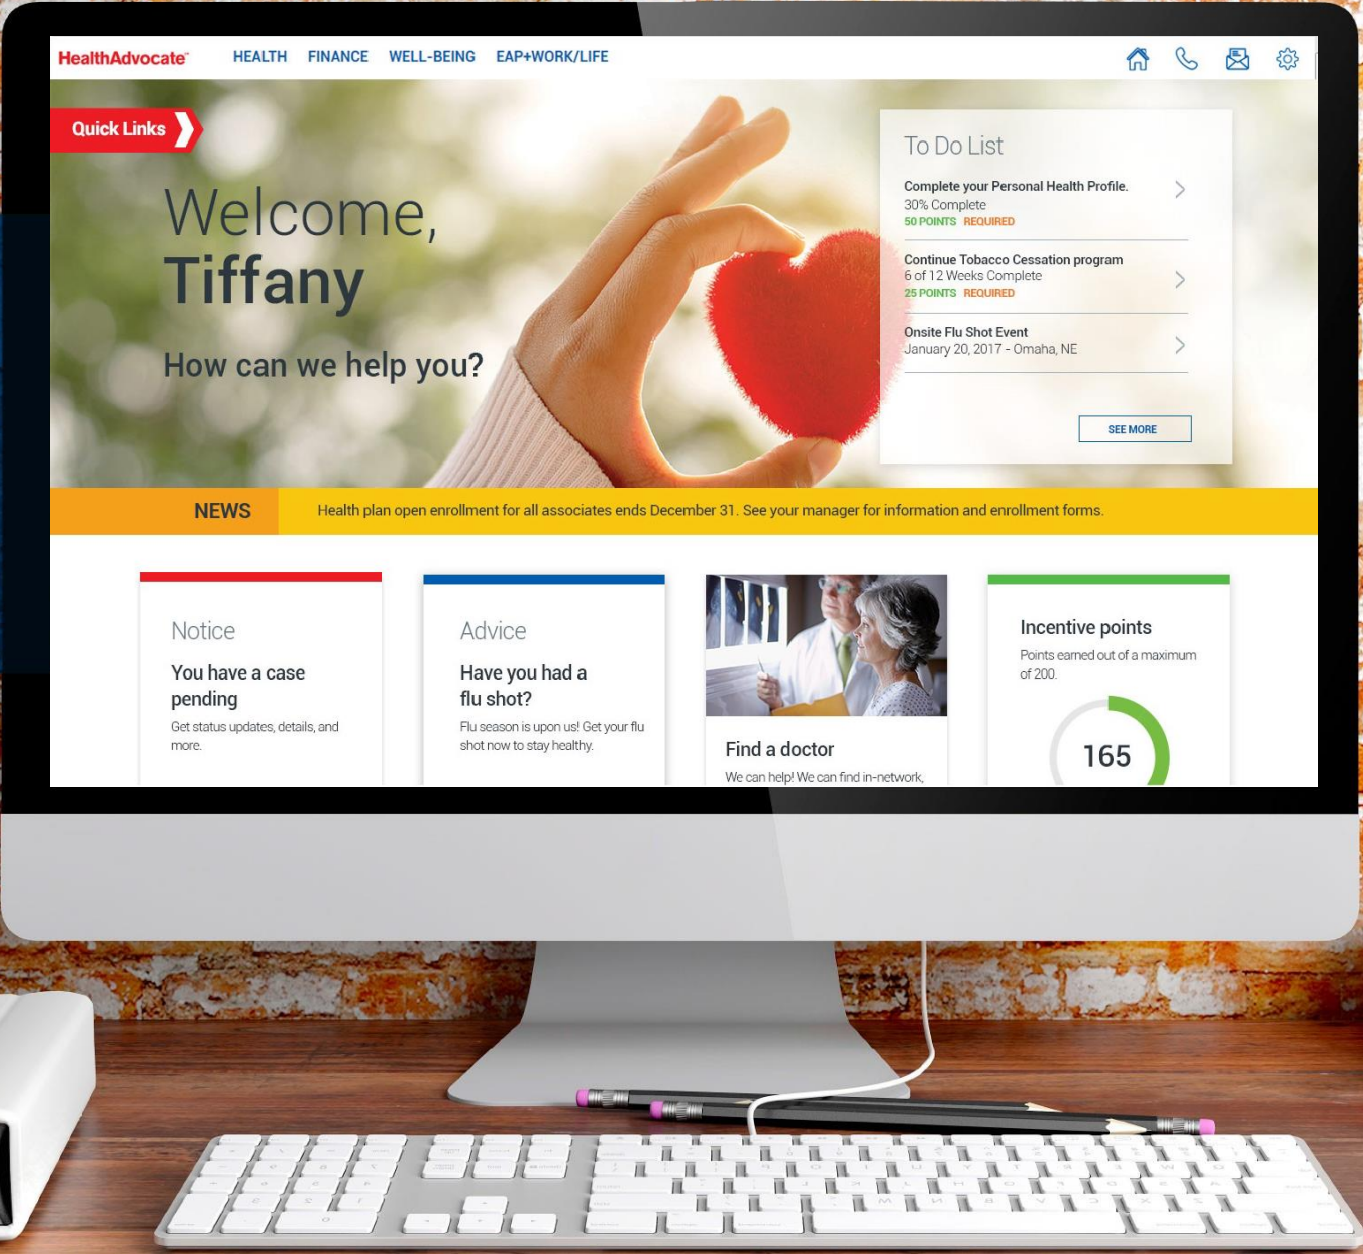 HealthAdvocate™
HEALTH FINANCE WELL-BEING EAP+WORK/LIFE
Quick Links
Welcome,
Tiffany
How can we help you?
To Do List
Complete your Personal Health Profile.
30% Complete
50 POINTS REQUIRED
Continue Tobacco Cessation program
6 of 12 Weeks Complete
25 POINTS REQUIRED
Onsite Flu Shot Event
January 20, 2017 - Omaha, NE
SEE MORE
NEWS
Health plan open enrollment for all associates ends December 31. See your manager for information and enrollment forms.
Notice
You have a case
pending
Get status updates, details, and
more.
Advice
Have you had a
flu shot?
Flu season is upon us! Get your flu
shot now to stay healthy.
Find a doctor
We can help! We can find in-network,
Incentive points
Points earned out of a maximum
of 200.
165